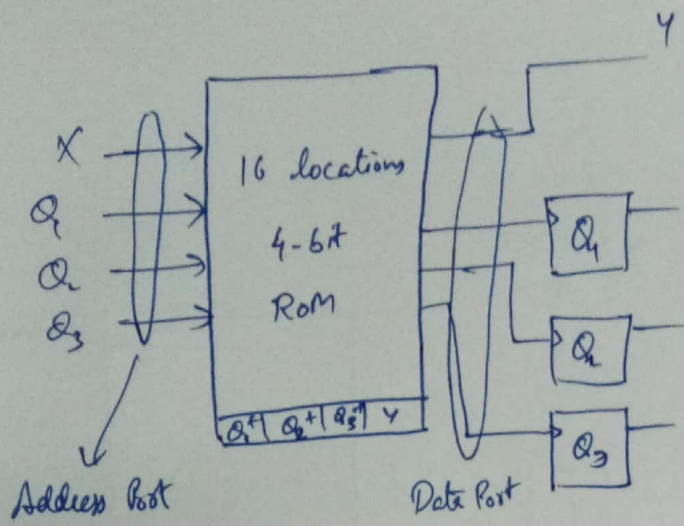 Y
X
Q1
Q2
Q3
16 locations
4-bit
ROM
Q1+ Q2+ Q3+ Y
Q1
Q2
Q3
Address Port
Data Port